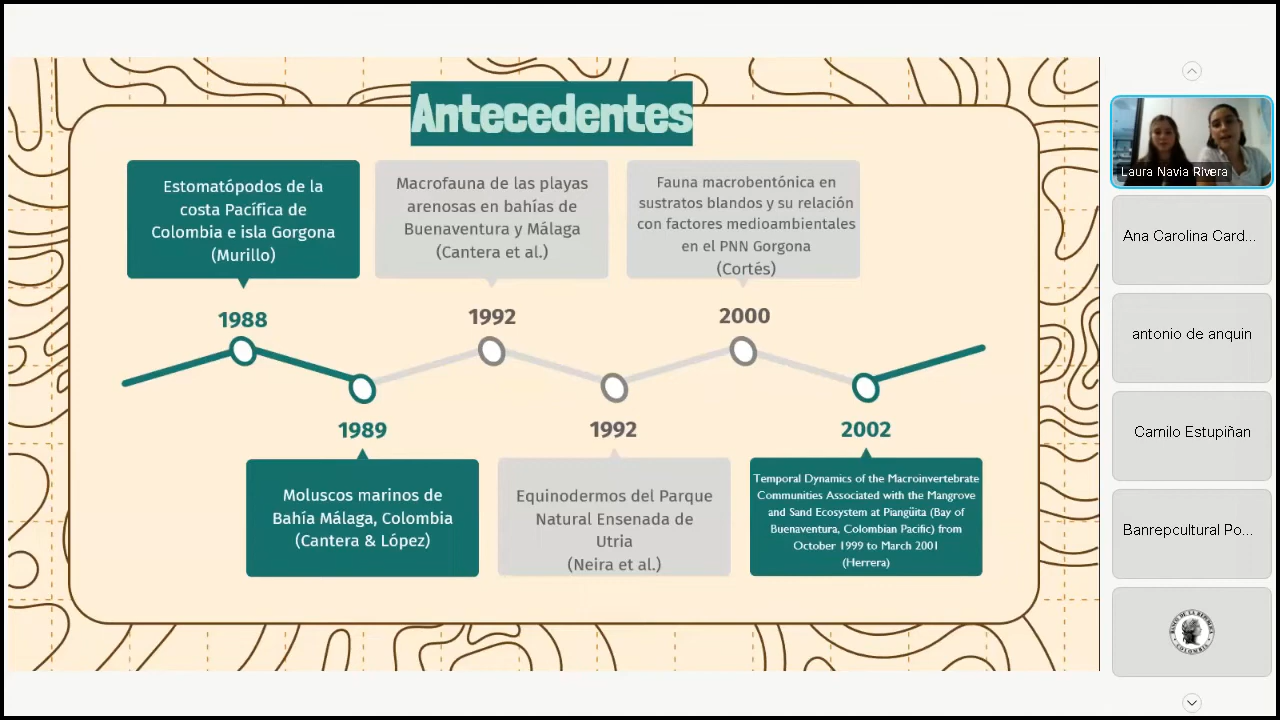 Antecedentes
Estomatópodos de la
costa Pacífica de
Colombia e isla Gorgona
(Murillo)
Macrofauna de las playas
arenosas en bahías de
Buenaventura y Málaga
(Cantera et al.)
Fauna macrobentónica en
sustratos blandos y su relación
con factores medioambientales
en el PNN Gorgona
(Cortés)
1988
1992
2000
1989
1992
2002
Moluscos marinos de
Bahía Málaga, Colombia
(Cantera & López)
Equinodermos del Parque
Natural Ensenada de
Utria
(Neira et al.)
Temporal Dynamics of the Macroinvertebrate
Communities Associated with the Mangrove
and Sand Ecosystem at Piangüita (Bay of
Buenaventura, Colombian Pacific) from
October 1999 to March 2001
(Herrera)
Laura Navia Rivera
Ana Carolina Card...
antonio de anquin
Camilo Estupiñan
Banrepcultural Po...